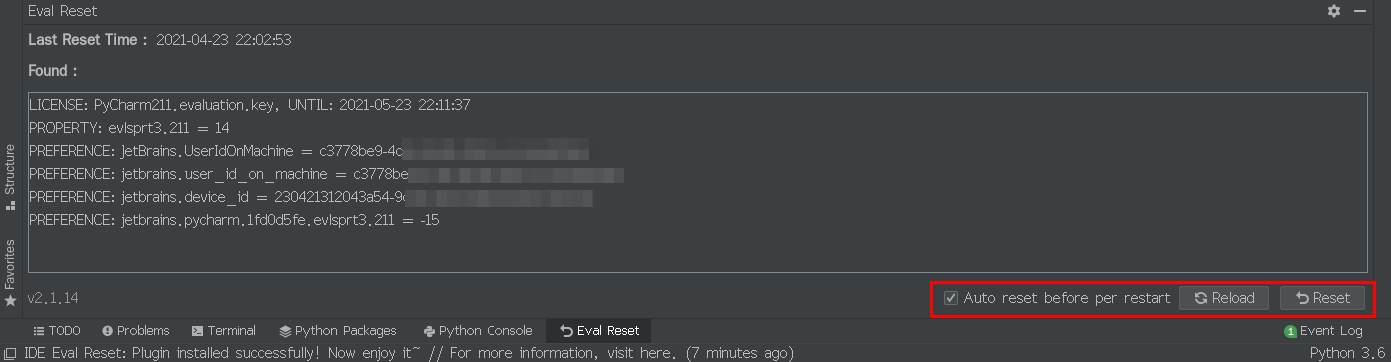 Eval Reset
Last Reset Time : 2021-04-23 22:02:53
Found :
LICENSE: PyCharm211.evaluation.key, UNTIL: 2021-05-23 22:11:37
PROPERTY: evlsprt3.211 = 14
PREFERENCE: jetBrains.UserIdOnMachine = c3778be9-4c
PREFERENCE: jetbrains.user_id_on_machine = c3778be
PREFERENCE: jetbrains.device_id = 230421312043a54-9c
PREFERENCE: jetbrains.pycharm.1fd0d5fe.evlsprt3.211 = -15
Structure
Favorites
v2.1.14
Auto reset before per restart Reload Reset
TODO Problems Terminal Python Packages Python Console Eval Reset 1 Event Log
IDE Eval Reset: Plugin installed successfully! Now enjoy it~ // For more information, visit here. (7 minutes ago) Python 3.6